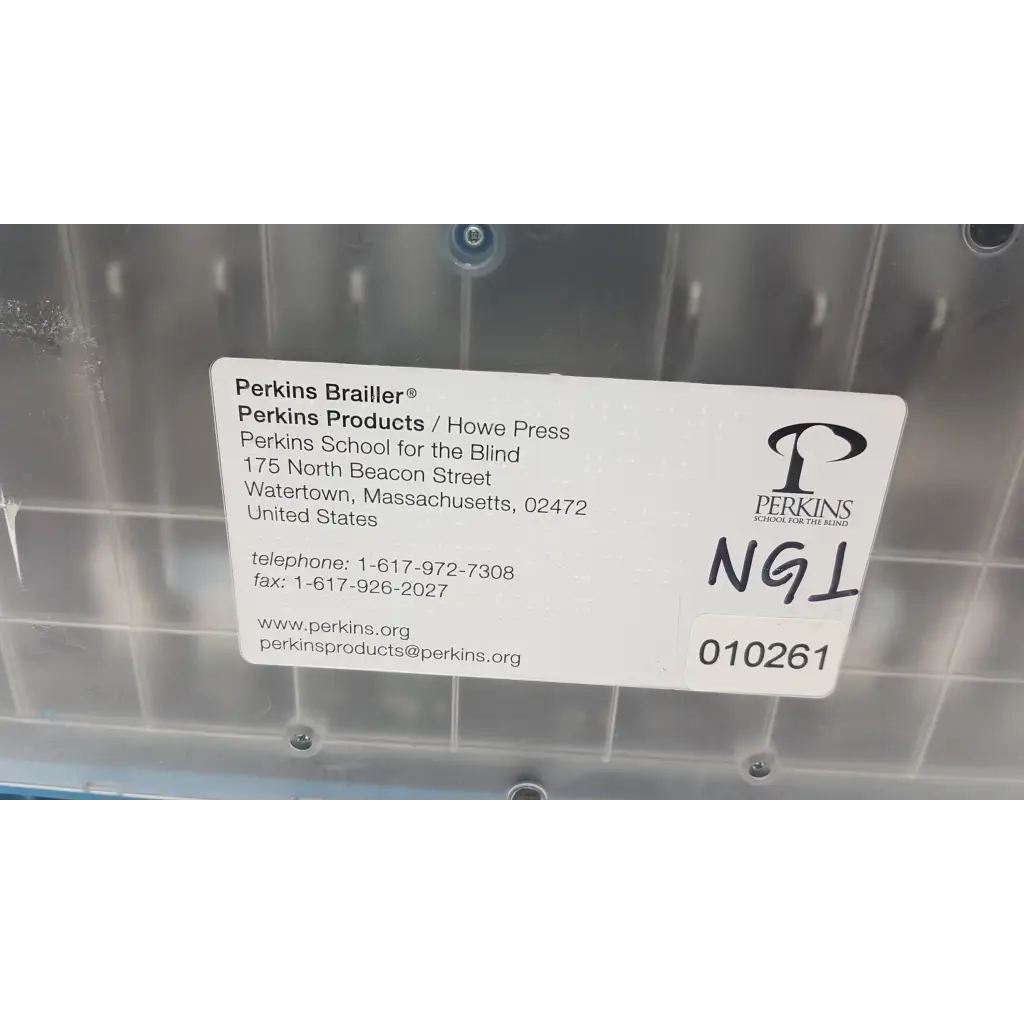 Perkins Brailler®
Perkins Products / Howe Press
Perkins School for the Blind
175 North Beacon Street
Watertown, Massachusetts, 02472
United States
telephone: 1-617-972-7308
fax: 1-617-926-2027
www.perkins.org
perkinsproducts@perkins.org
PERKINS
SCHOOL FOR THE BLIND
NG1
010261